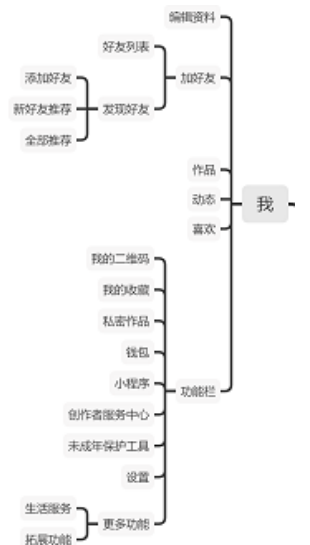 编辑资料
好友列表
添加好友
加好友
新好友推荐
发现好友
全部推荐
作品
动态
我
喜欢
我的二维码
我的收藏
私密作品
钱包
小程序
功能栏
创作者服务中心
未成年保护工具
设置
生活服务
更多功能
拓展功能